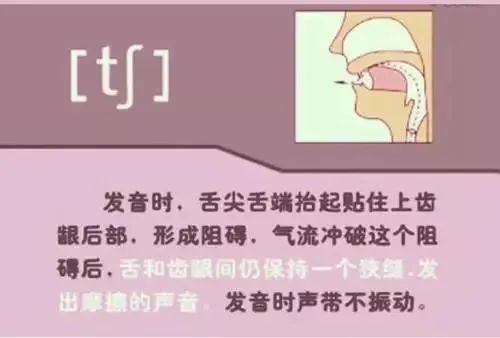 [tʃ]
发音时，舌尖舌端抬起贴住上齿
龈后部，形成阻碍，气流冲破这个阻
碍后，舌和齿龈间仍保持一个狭缝，发
出摩擦的声音。发音时声带不振动。